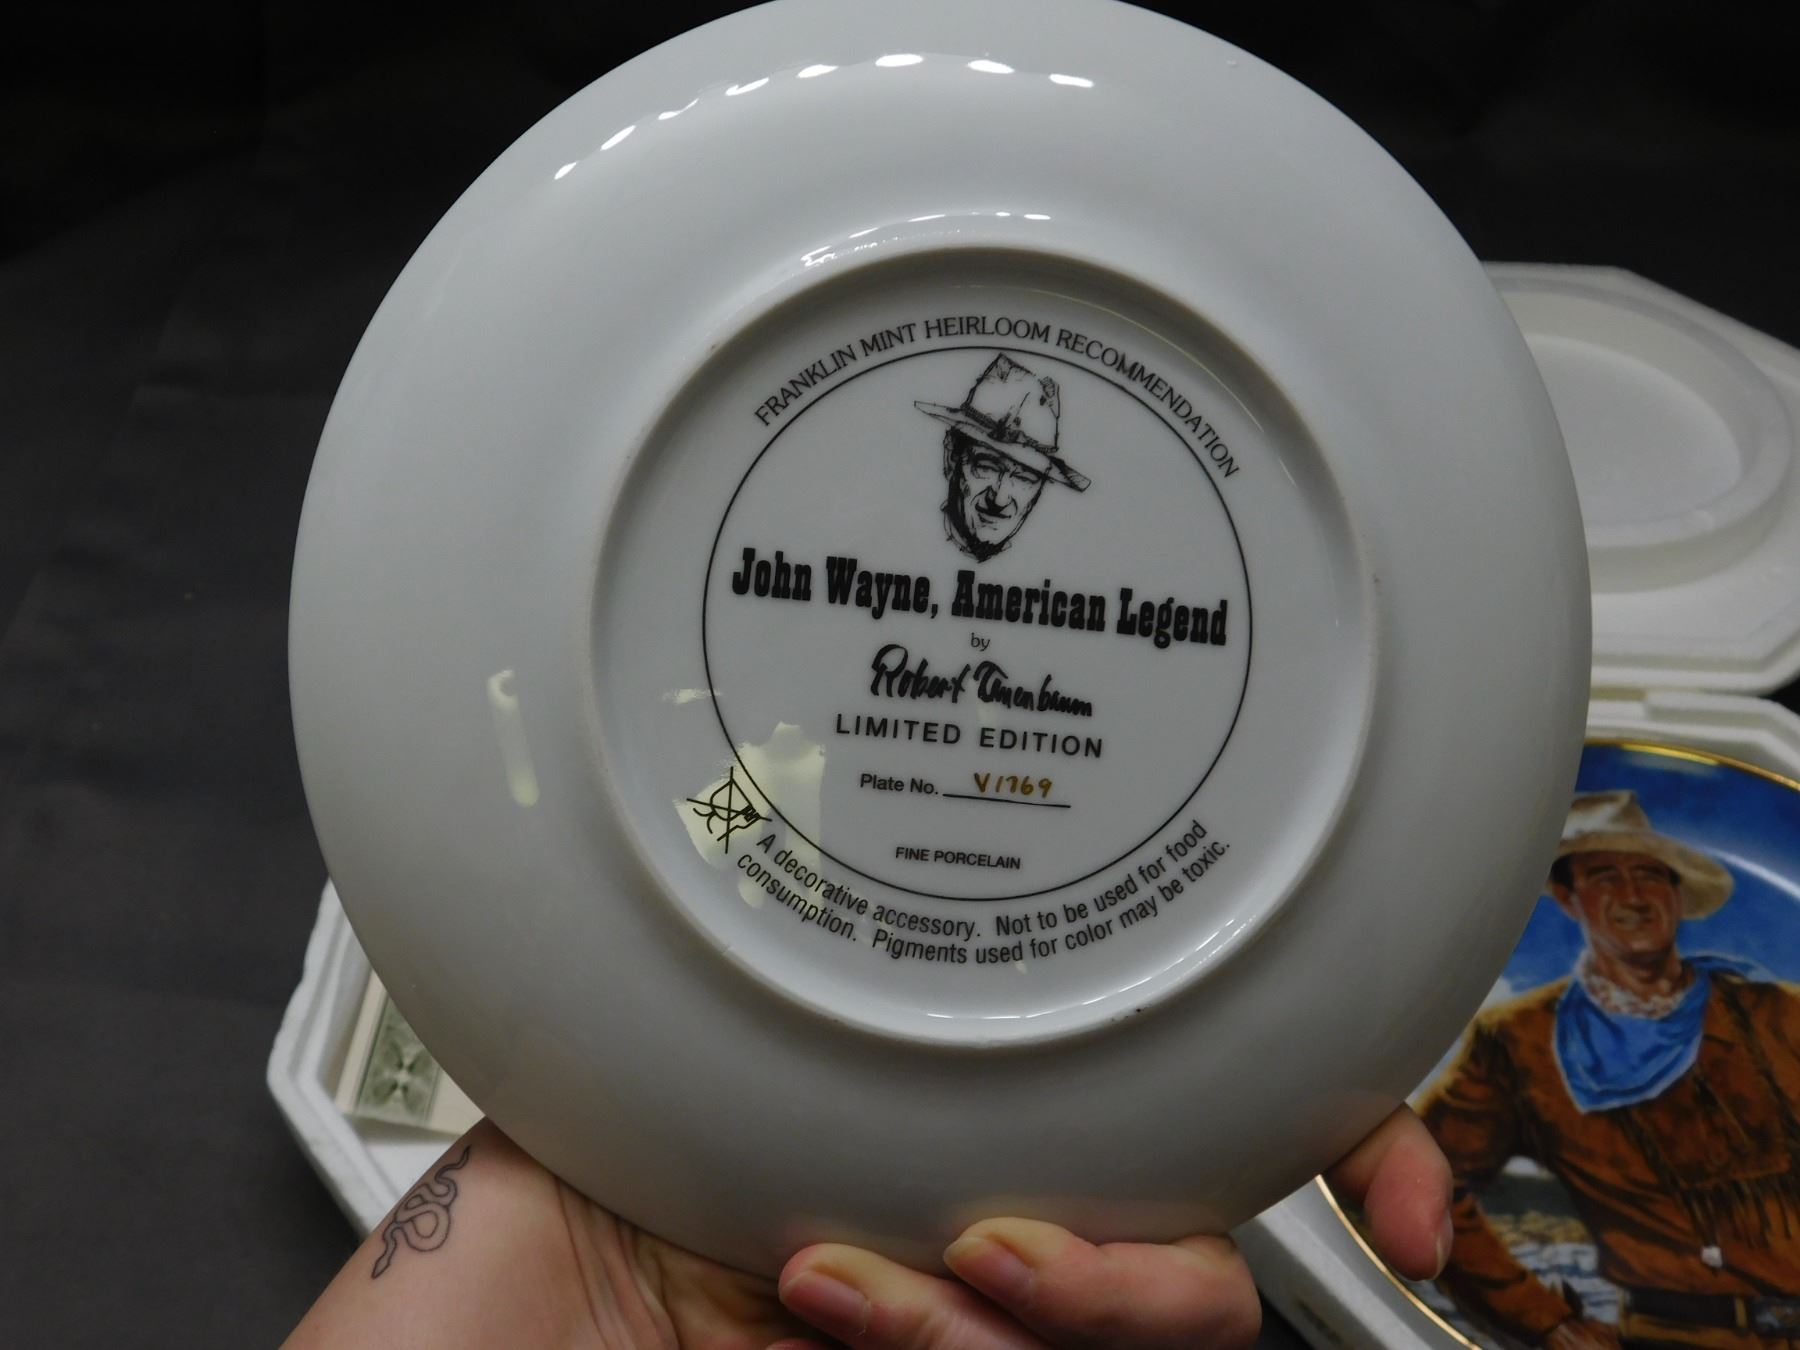 FRANKLIN MINT HEIRLOOM RECOMMENDATION
John Wayne, American Legend
by
Robert Tanenbaum
LIMITED EDITION
Plate No. V1769
FINE PORCELAIN
A decorative accessory. Not to be used for food
consumption. Pigments used for color may be toxic.